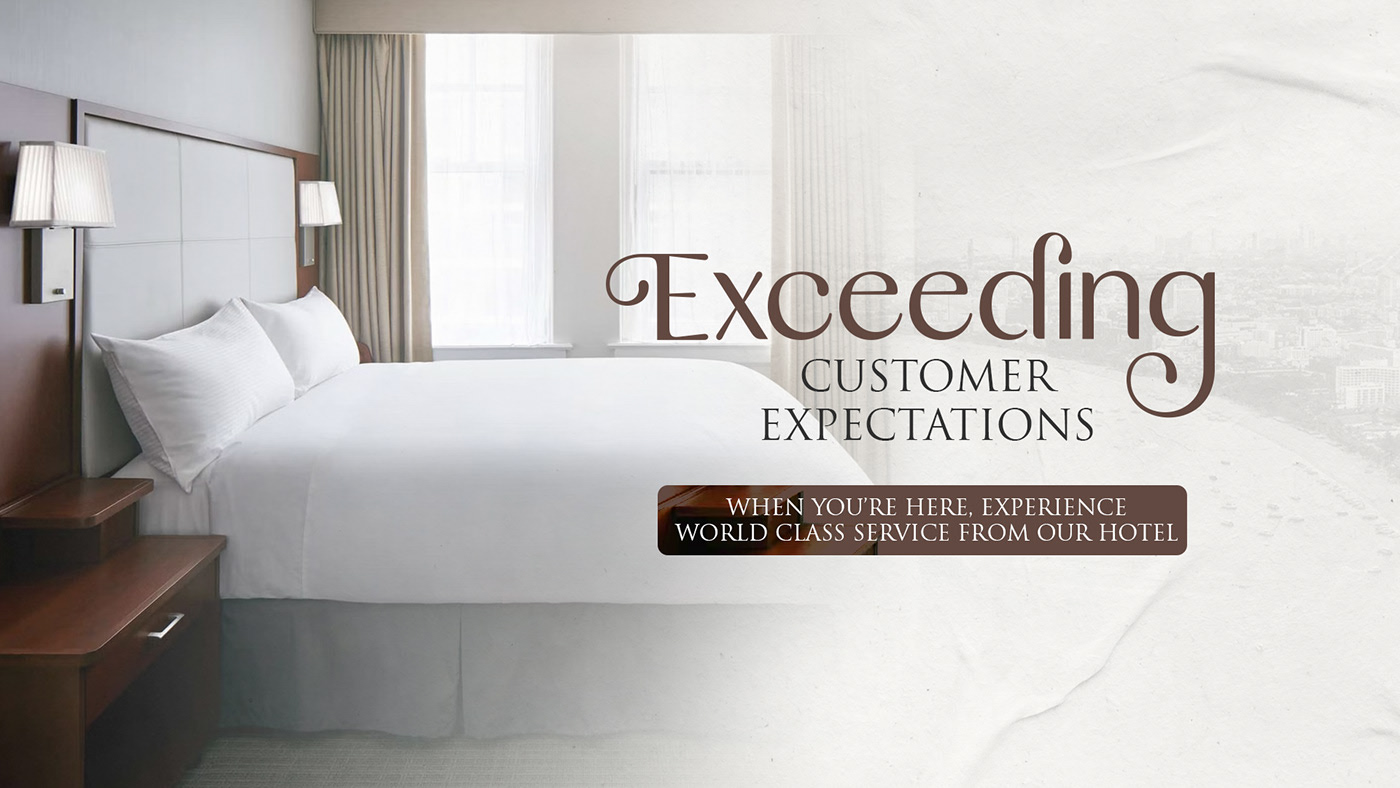 Exceeding
CUSTOMER
EXPECTATIONS
WHEN YOU'RE HERE, EXPERIENCE
WORLD CLASS SERVICE FROM OUR HOTEL